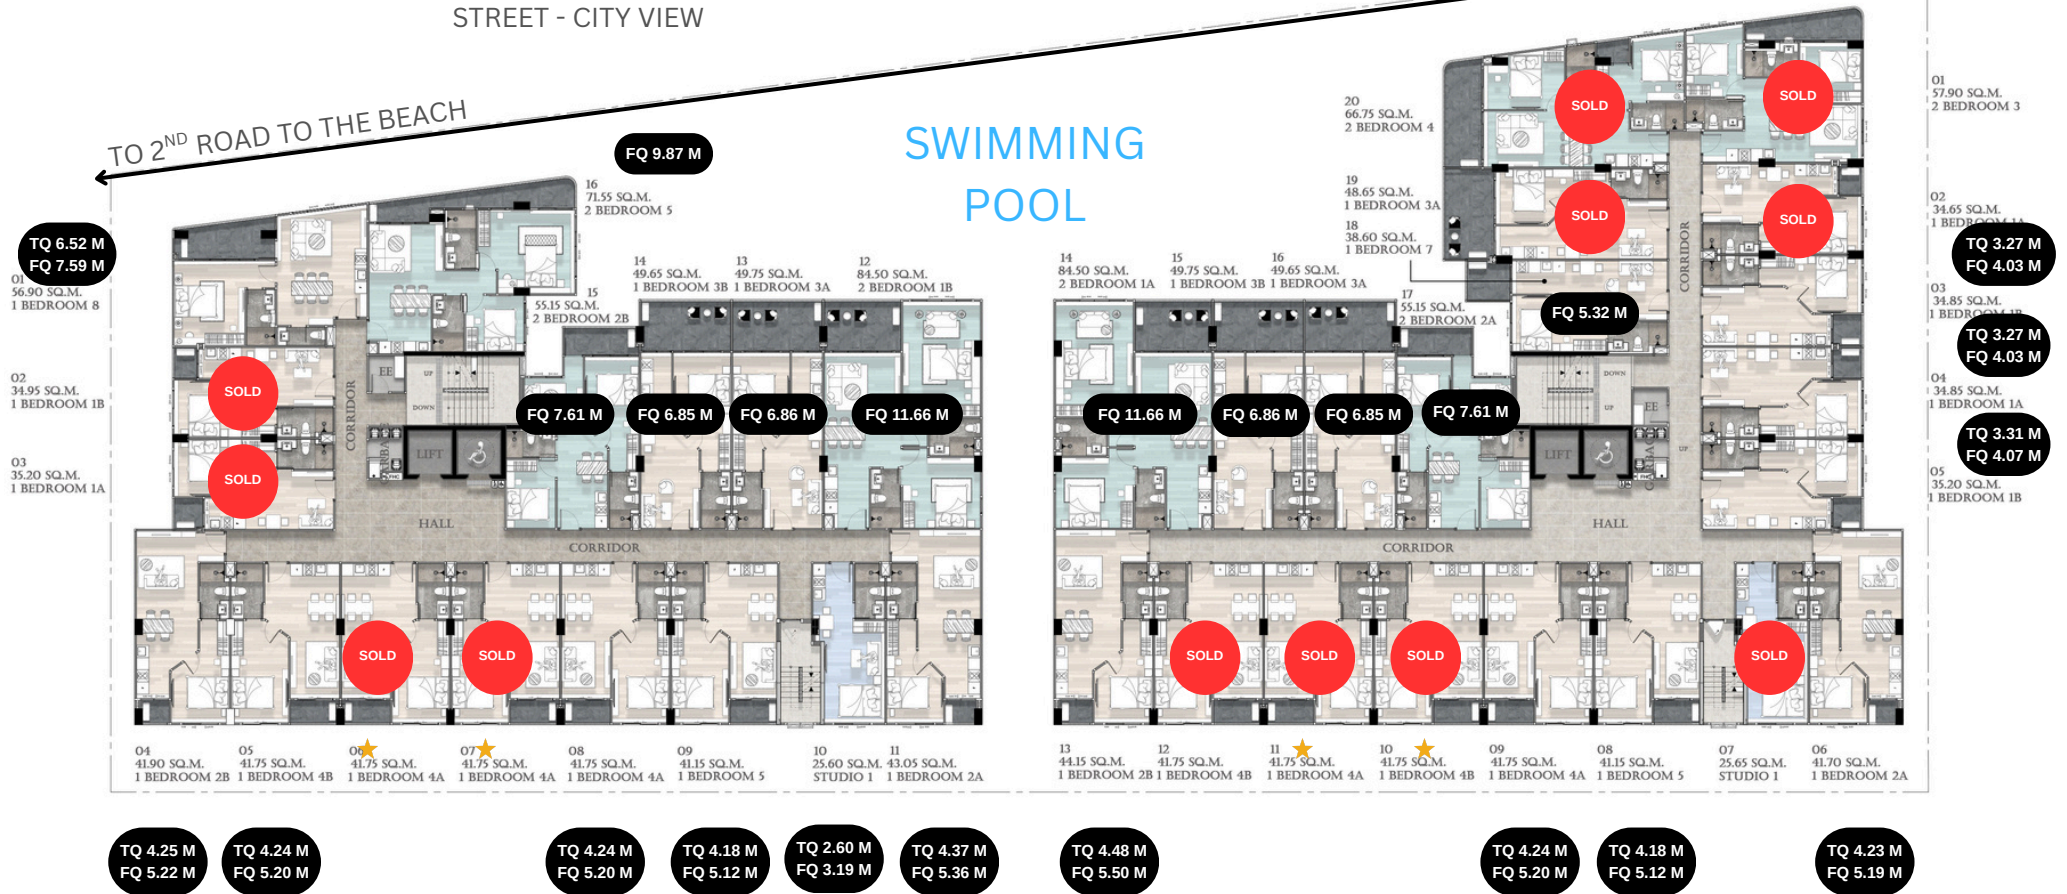 STREET - CITY VIEW
TO 2ND ROAD TO THE BEACH
SWIMMING
POOL
FQ 9.87 M
16
71.55 SQ.M.
2 BEDROOM 5
TQ 6.52 M
FQ 7.59 M
01
56.90 SQ.M.
1 BEDROOM 8
02
34.95 SQ.M.
1 BEDROOM 1B
03
35.20 SQ.M.
1 BEDROOM 1A
SOLD
SOLD
CORRIDOR
EE
UP
DOWN
LIFT
HALL
CORRIDOR
15
55.15 SQ.M.
2 BEDROOM 2B
14
49.65 SQ.M.
1 BEDROOM 3B
13
49.75 SQ.M.
1 BEDROOM 3A
12
84.50 SQ.M.
2 BEDROOM 1B
FQ 7.61 M
FQ 6.85 M
FQ 6.86 M
FQ 11.66 M
SOLD
SOLD
04
41.90 SQ.M.
1 BEDROOM 2B
05
41.75 SQ.M.
1 BEDROOM 4B
06
41.75 SQ.M.
1 BEDROOM 4A
07
41.75 SQ.M.
1 BEDROOM 4A
08
41.75 SQ.M.
1 BEDROOM 4A
09
41.15 SQ.M.
1 BEDROOM 5
10
25.60 SQ.M.
STUDIO 1
11
43.05 SQ.M.
1 BEDROOM 2A
TQ 4.25 M
FQ 5.22 M
TQ 4.24 M
FQ 5.20 M
TQ 4.24 M
FQ 5.20 M
TQ 4.18 M
FQ 5.12 M
TQ 2.60 M
FQ 3.19 M
TQ 4.37 M
FQ 5.36 M
20
66.75 SQ.M.
2 BEDROOM 4
19
48.65 SQ.M.
1 BEDROOM 3A
18
38.60 SQ.M.
1 BEDROOM 7
SOLD
SOLD
SOLD
SOLD
01
57.90 SQ.M.
2 BEDROOM 3
02
34.65 SQ.M.
1 BEDROOM 1A
TQ 3.27 M
FQ 4.03 M
03
34.85 SQ.M.
1 BEDROOM 1B
TQ 3.27 M
FQ 4.03 M
04
34.85 SQ.M.
1 BEDROOM 1A
TQ 3.31 M
FQ 4.07 M
05
35.20 SQ.M.
1 BEDROOM 1B
CORRIDOR
FQ 5.32 M
14
84.50 SQ.M.
2 BEDROOM 1A
15
49.75 SQ.M.
1 BEDROOM 3B
16
49.65 SQ.M.
1 BEDROOM 3A
17
55.15 SQ.M.
2 BEDROOM 2A
FQ 11.66 M
FQ 6.86 M
FQ 6.85 M
FQ 7.61 M
DOWN
UP
EE
LIFT
UP
HALL
CORRIDOR
SOLD
SOLD
SOLD
SOLD
13
44.15 SQ.M.
1 BEDROOM 2B
12
41.75 SQ.M.
1 BEDROOM 4B
11
41.75 SQ.M.
1 BEDROOM 4A
10
41.75 SQ.M.
1 BEDROOM 4B
09
41.75 SQ.M.
1 BEDROOM 4A
08
41.15 SQ.M.
1 BEDROOM 5
07
25.65 SQ.M.
STUDIO 1
06
41.70 SQ.M.
1 BEDROOM 2A
TQ 4.48 M
FQ 5.50 M
TQ 4.24 M
FQ 5.20 M
TQ 4.18 M
FQ 5.12 M
TQ 4.23 M
FQ 5.19 M